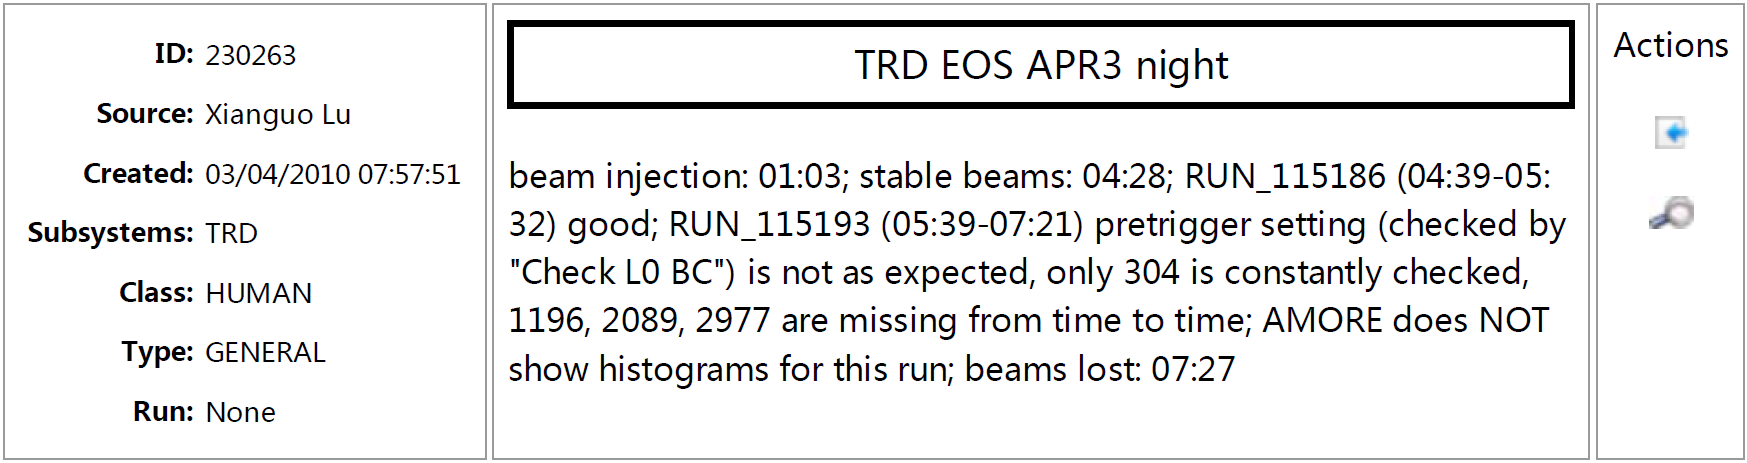 ID: 230263
Source: Xianguo Lu
Created: 03/04/2010 07:57:51
Subsystems: TRD
Class: HUMAN
Type: GENERAL
Run: None
TRD EOS APR3 night
beam injection: 01:03; stable beams: 04:28; RUN_115186 (04:39-05:
32) good; RUN_115193 (05:39-07:21) pretrigger setting (checked by
"Check L0 BC") is not as expected, only 304 is constantly checked,
1196, 2089, 2977 are missing from time to time; AMORE does NOT
show histograms for this run; beams lost: 07:27
Actions